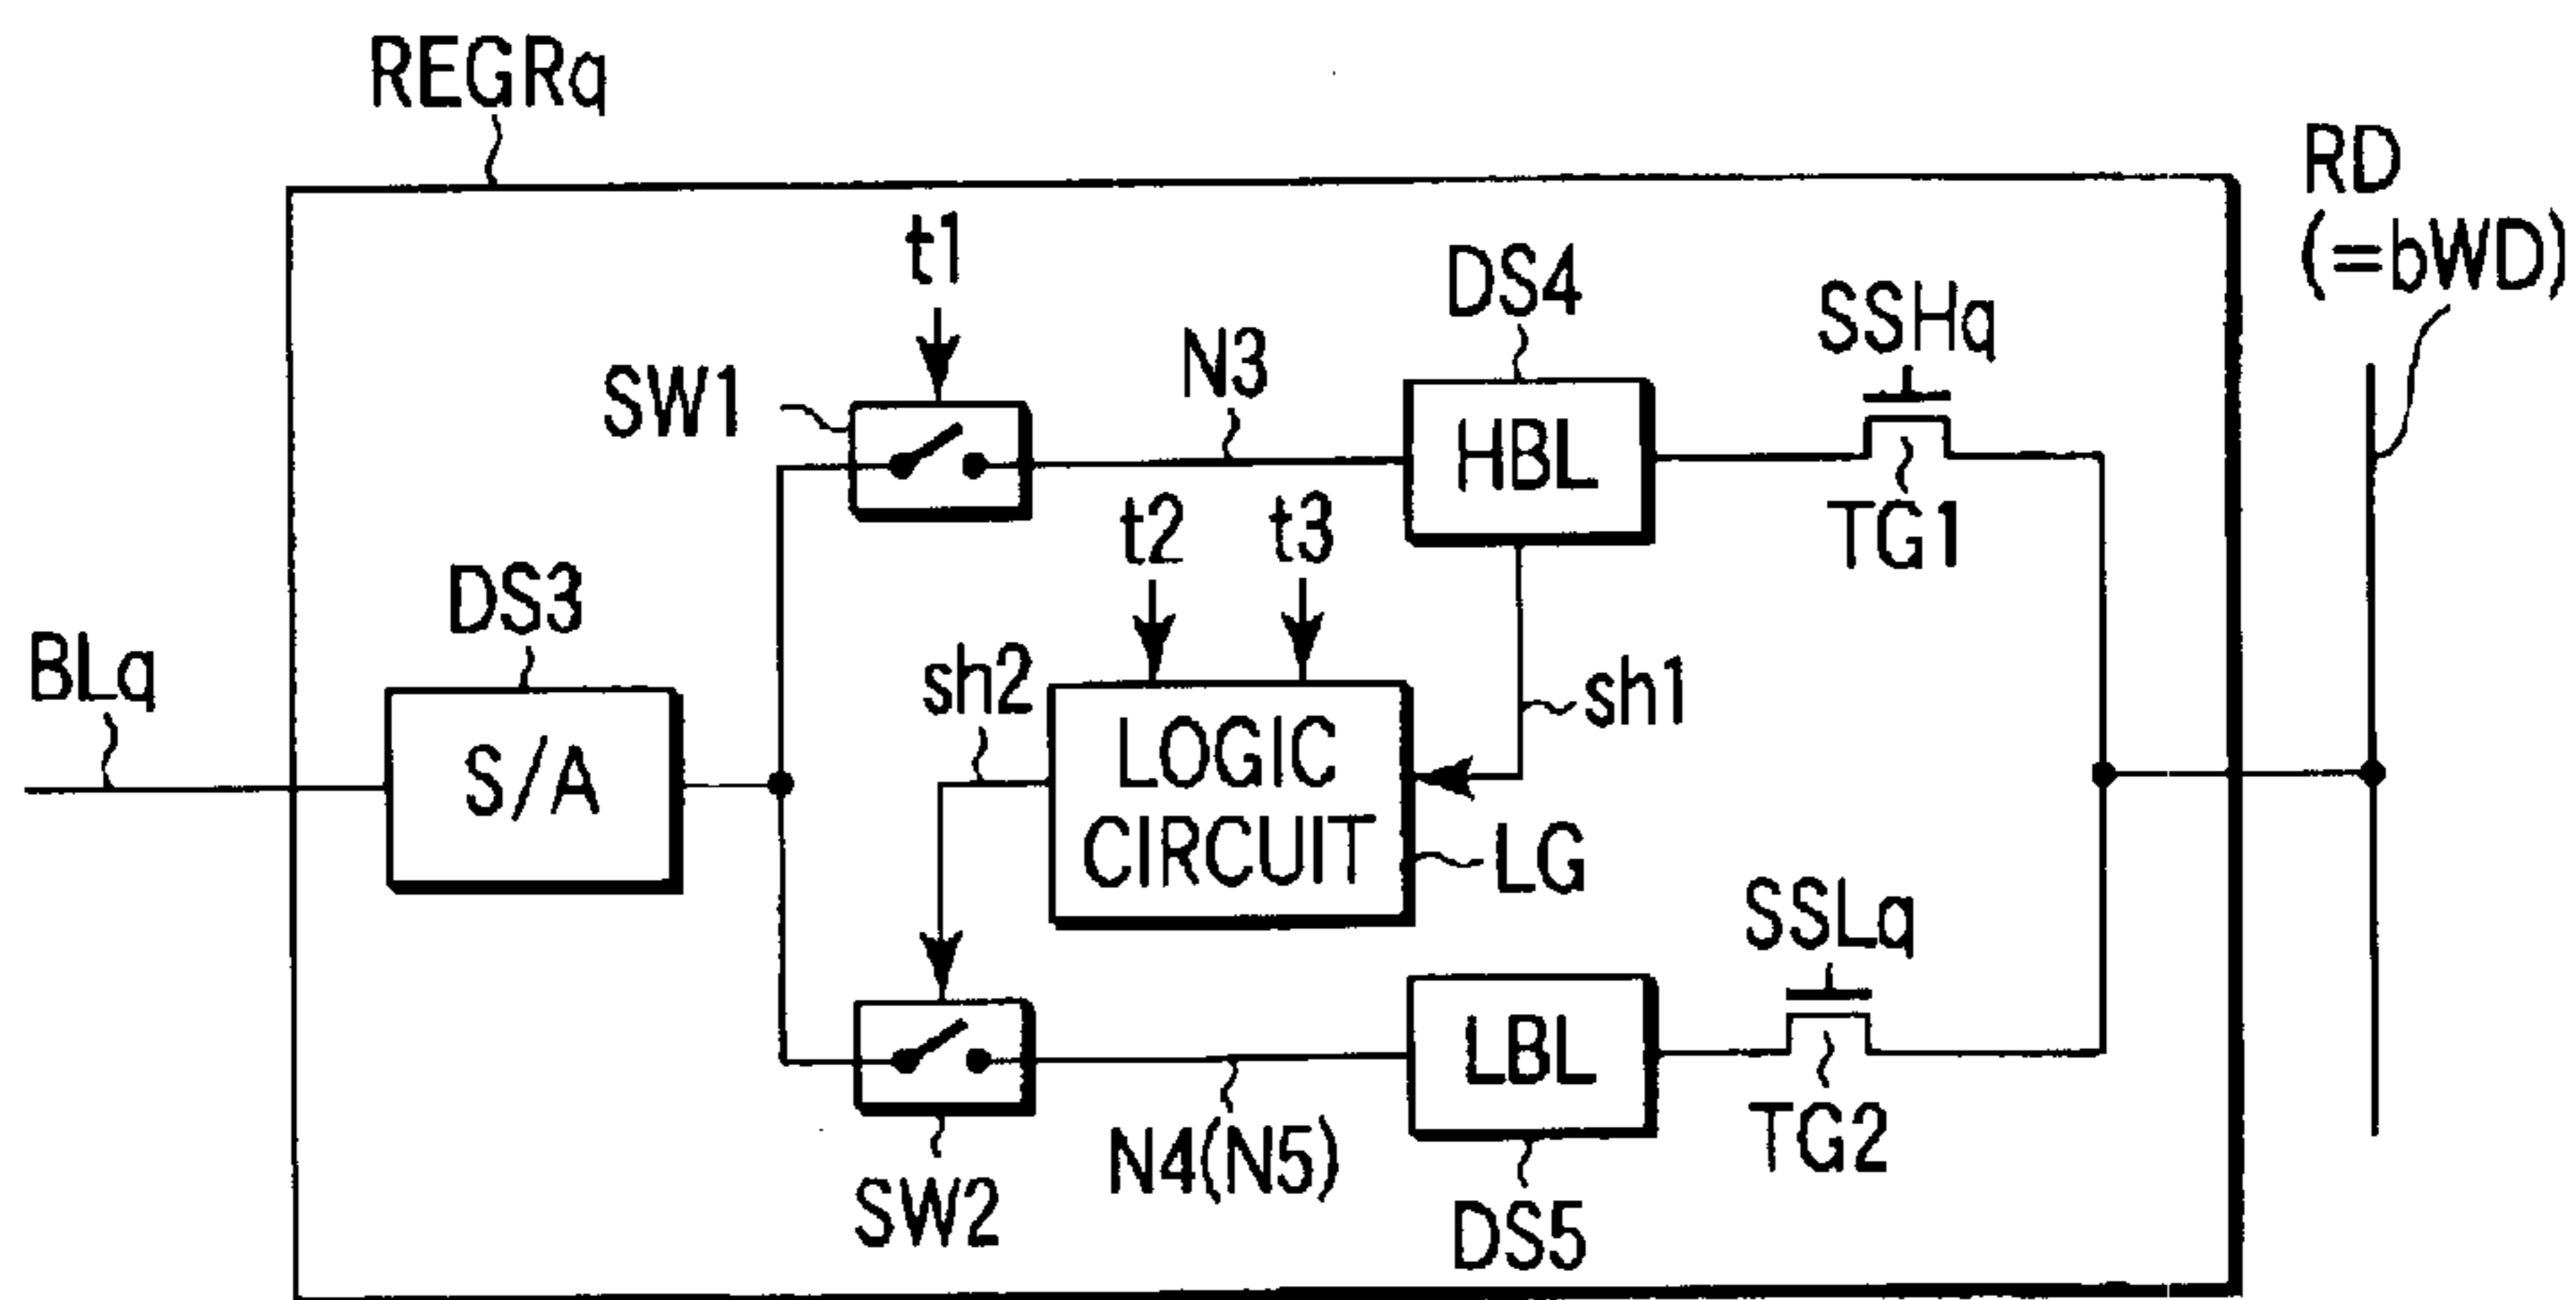 REGRq
RD
(=bWD)
t1
DS4
SSHq
SW1
N3
HBL
TG1
t2
t3
DS3
BLq
sh2
sh1
S/A
LOGIC
CIRCUIT
LG
SSLq
LBL
TG2
N4(N5)
SW2
DS5